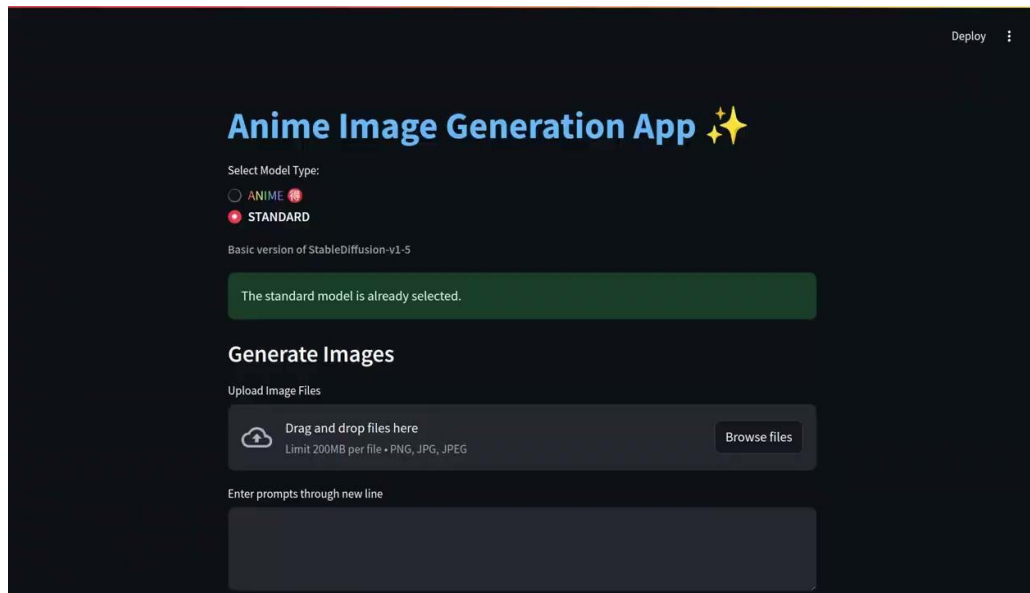 Deploy
Anime Image Generation App ✨
Select Model Type:
ANIME 🉐
STANDARD
Basic version of StableDiffusion-v1-5
The standard model is already selected.
Generate Images
Upload Image Files
Drag and drop files here
Limit 200MB per file • PNG, JPG, JPEG
Browse files
Enter prompts through new line